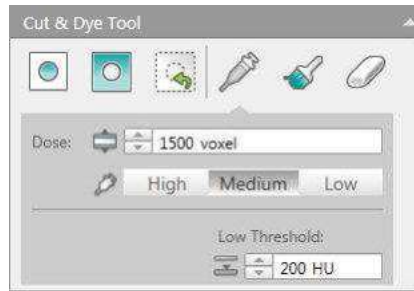 Cut & Dye Tool
Dose: 1500 voxel
High Medium Low
Low Threshold:
200 HU